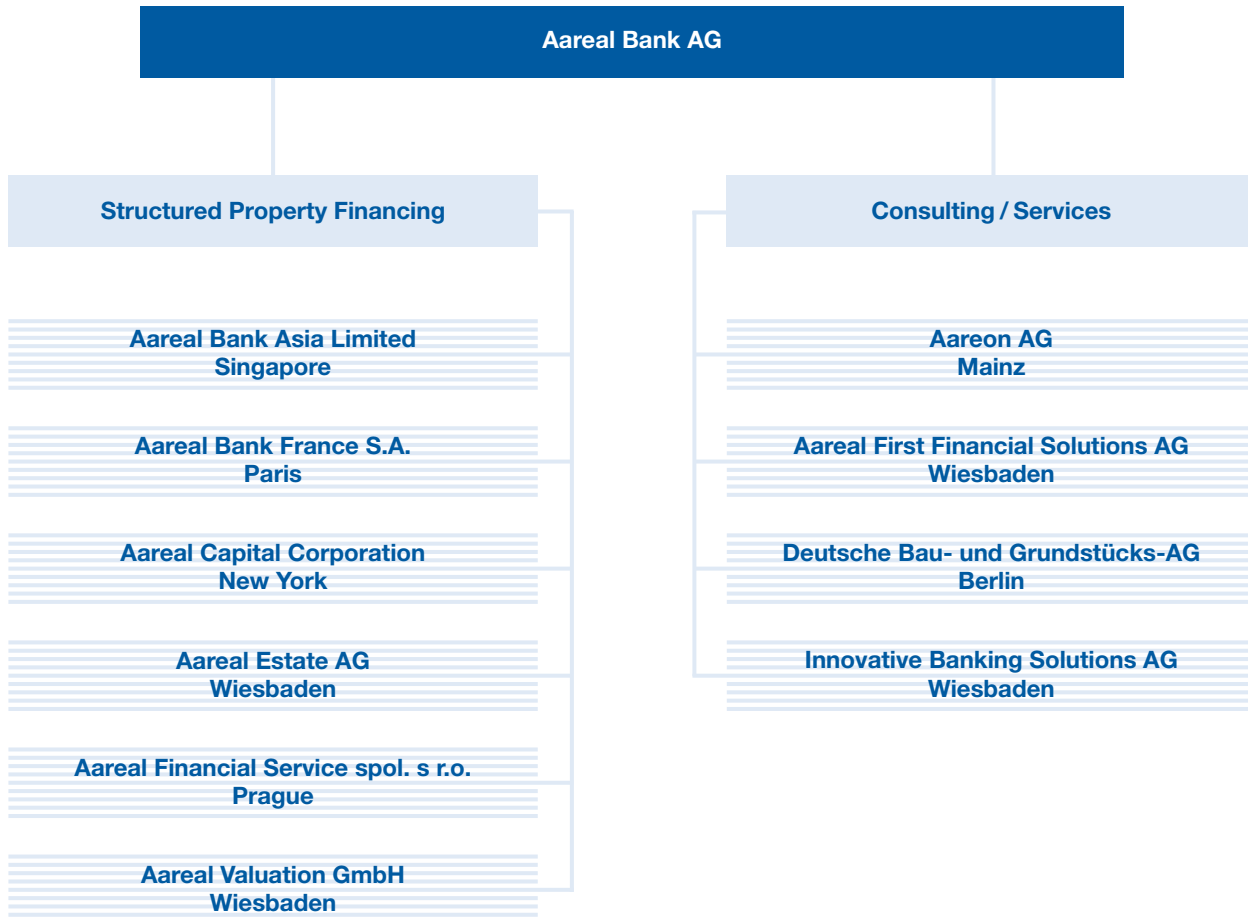 Aareal Bank AG
Structured Property Financing
Aareal Bank Asia Limited
Singapore
Aareal Bank France S.A.
Paris
Aareal Capital Corporation
New York
Aareal Estate AG
Wiesbaden
Aareal Financial Service spol. s r.o.
Prague
Aareal Valuation GmbH
Wiesbaden
Consulting / Services
Aareon AG
Mainz
Aareal First Financial Solutions AG
Wiesbaden
Deutsche Bau- und Grundstücks-AG
Berlin
Innovative Banking Solutions AG
Wiesbaden